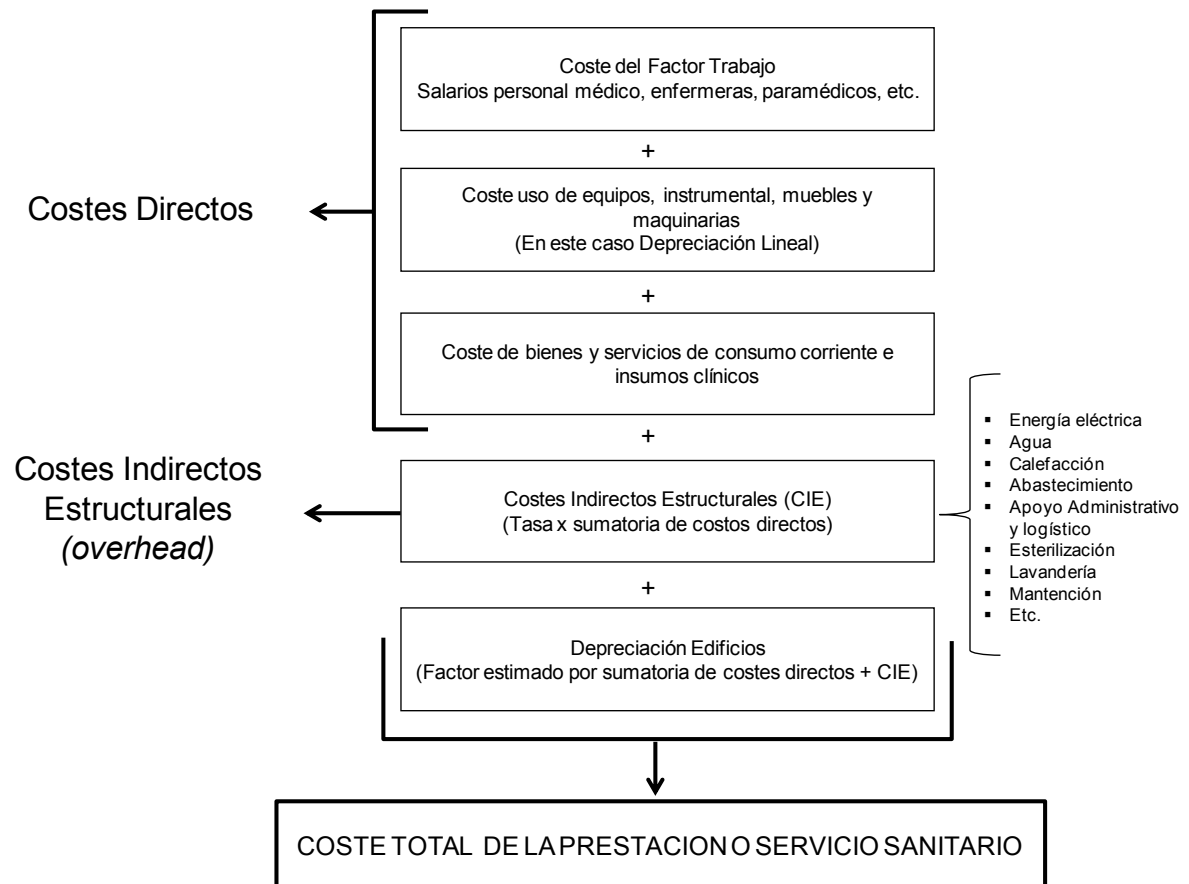 Coste del Factor Trabajo
Salarios personal médico, enfermeras, paramédicos, etc.
+
Costes Directos
Coste uso de equipos, instrumental, muebles y
maquinarias
(En este caso Depreciación Lineal)
+
Coste de bienes y servicios de consumo corriente e
insumos clínicos
+
Costes Indirectos
Estructurales
(overhead)
Costes Indirectos Estructurales (CIE)
(Tasa x sumatoria de costos directos)
▪ Energía eléctrica
▪ Agua
▪ Calefacción
▪ Abastecimiento
▪ Apoyo Administrativo
y logístico
▪ Esterilización
▪ Lavandería
▪ Mantención
▪ Etc.
+
Depreciación Edificios
(Factor estimado por sumatoria de costes directos + CIE)
COSTE TOTAL DE LA PRESTACION O SERVICIO SANITARIO